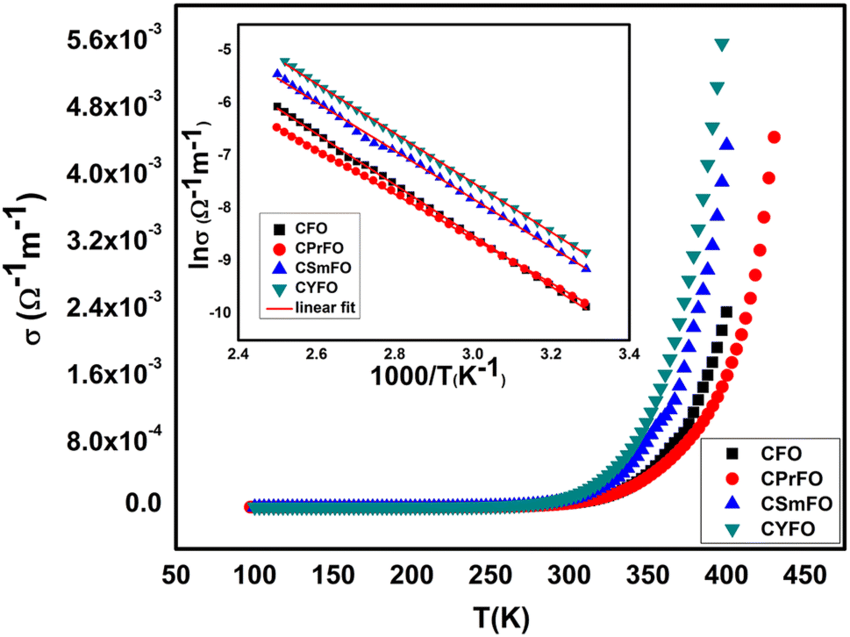 5.6x10⁻³
4.8x10⁻³
4.0x10⁻³
3.2x10⁻³
2.4x10⁻³
1.6x10⁻³
8.0x10⁻⁴
0.0
σ (Ω⁻¹m⁻¹)
-5
-6
-7
-8
-9
-10
lnσ (Ω⁻¹m⁻¹)
CFO
CPrFO
CSmFO
CYFO
linear fit
2.4 2.6 2.8 3.0 3.2 3.4
1000/T(K⁻¹)
CFO
CPrFO
CSmFO
CYFO
50 100 150 200 250 300 350 400 450
T(K)